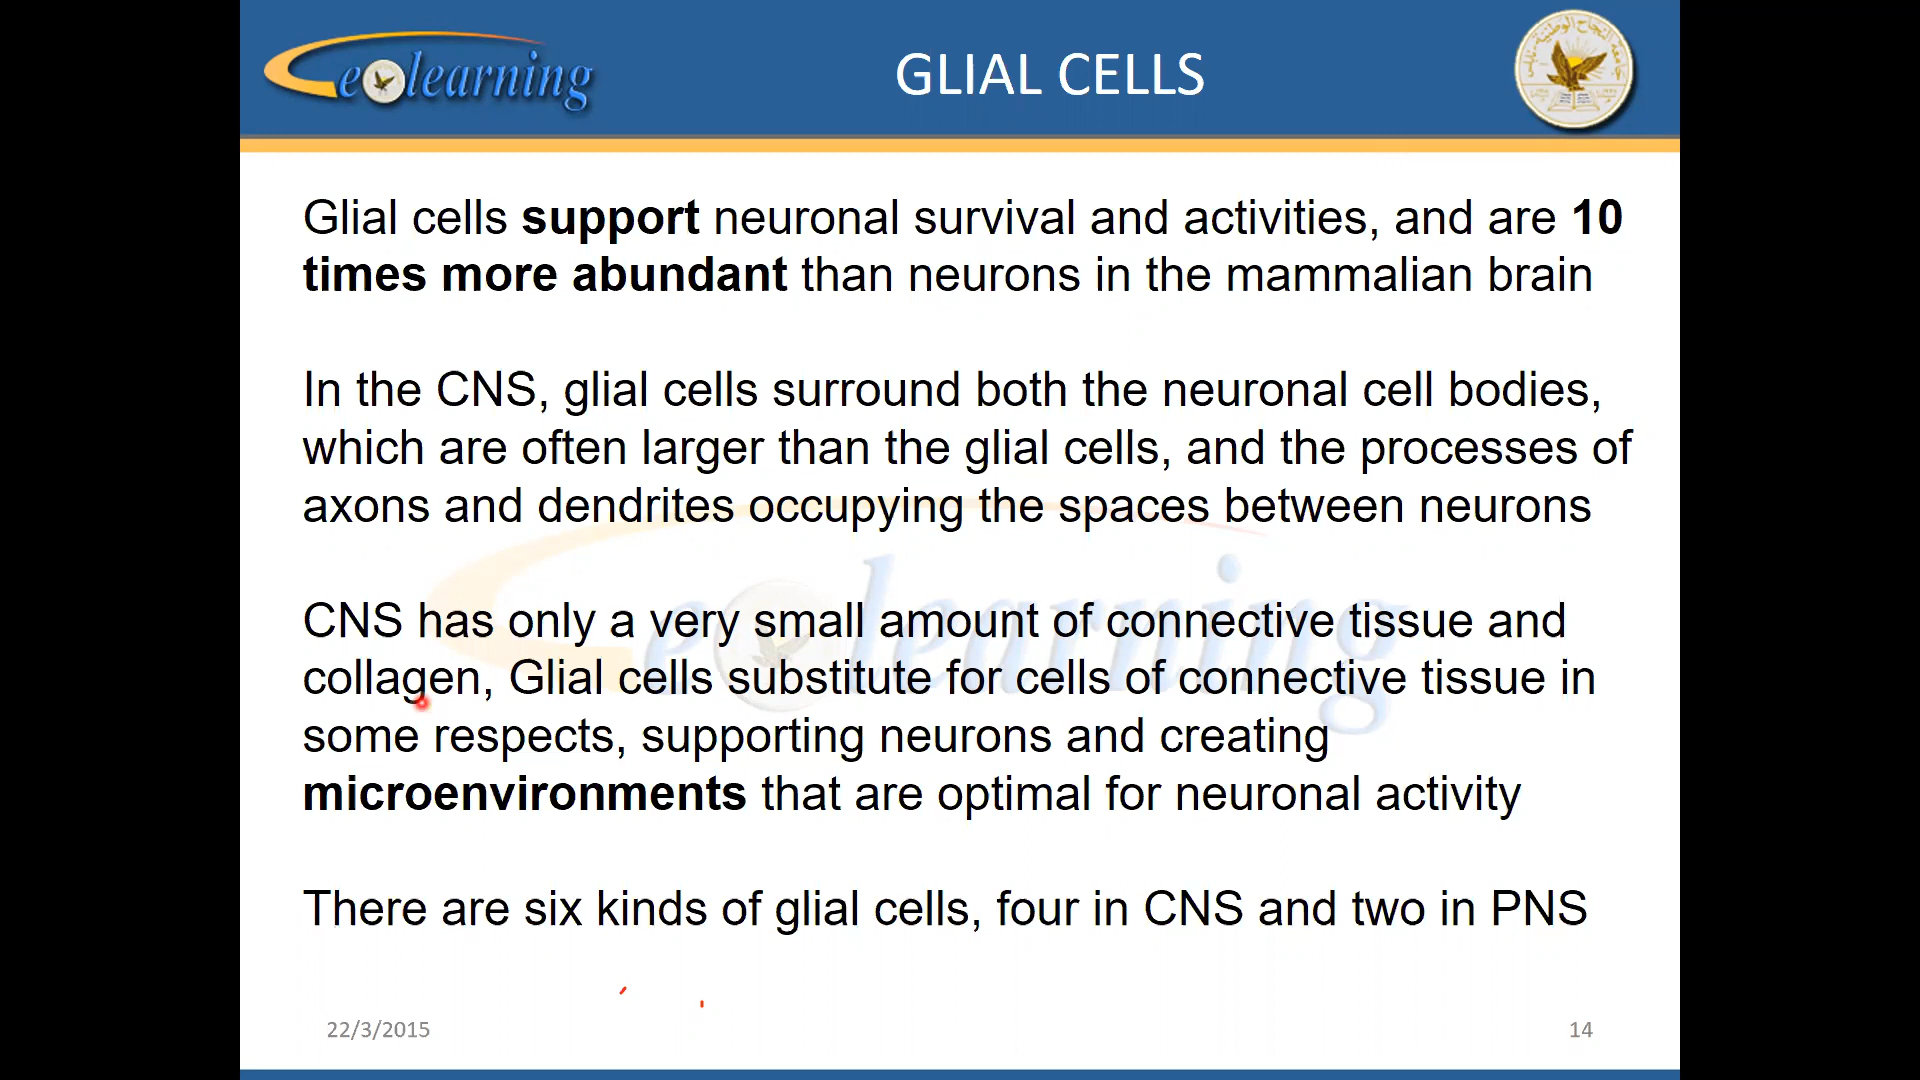 elearning
GLIAL CELLS
Glial cells support neuronal survival and activities, and are 10
times more abundant than neurons in the mammalian brain
In the CNS, glial cells surround both the neuronal cell bodies,
which are often larger than the glial cells, and the processes of
axons and dendrites occupying the spaces between neurons
CNS has only a very small amount of connective tissue and
collagen, Glial cells substitute for cells of connective tissue in
some respects, supporting neurons and creating
microenvironments that are optimal for neuronal activity
There are six kinds of glial cells, four in CNS and two in PNS
elearning
22/3/2015
14